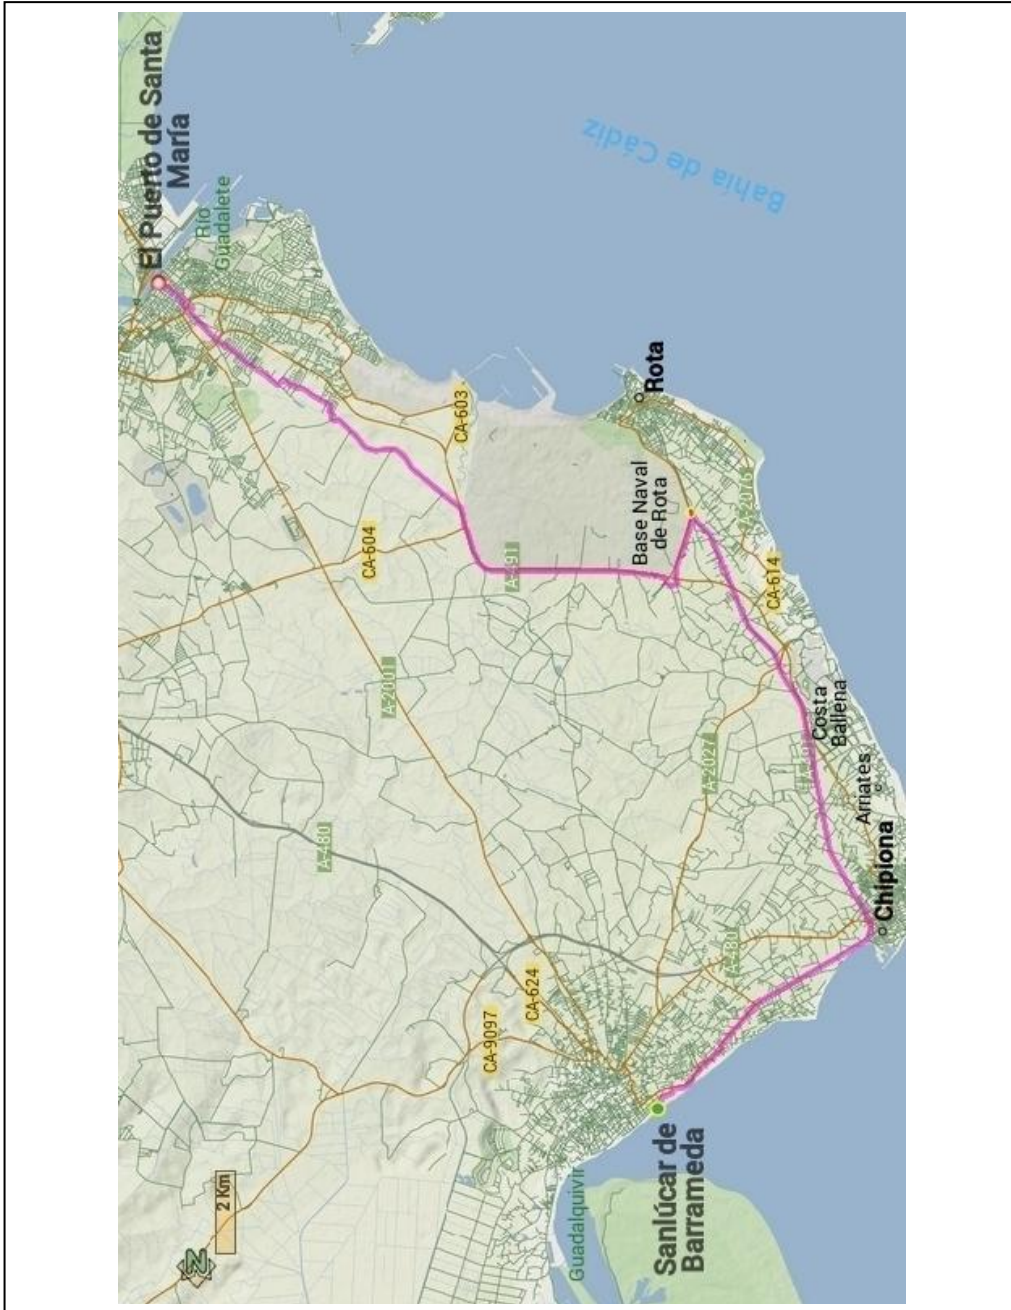 N
2 Km
El Puerto de Santa
María
Río
Guadalete
A-480
CA-604
A-2001
CA-603
CA-9097
CA-624
A-491
Guadalquivir
Sanlúcar de
Barrameda
Base Naval
de Rota
Rota
Bahía de Cádiz
A-2027
A-480
A-2076
CA-614
Costa
Ballena
Arriates
Chipiona